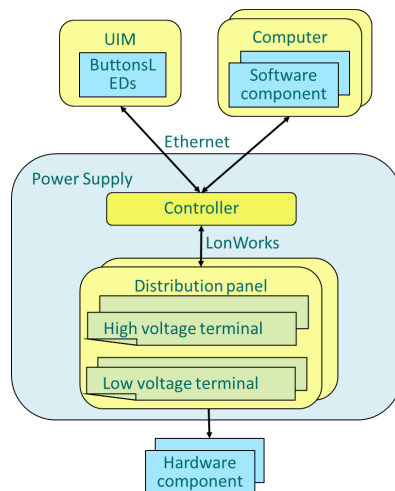 UIM
ButtonsL
EDs
Computer
Software
component
Ethernet
Power Supply
Controller
LonWorks
Distribution panel
High voltage terminal
Low voltage terminal
Hardware
component